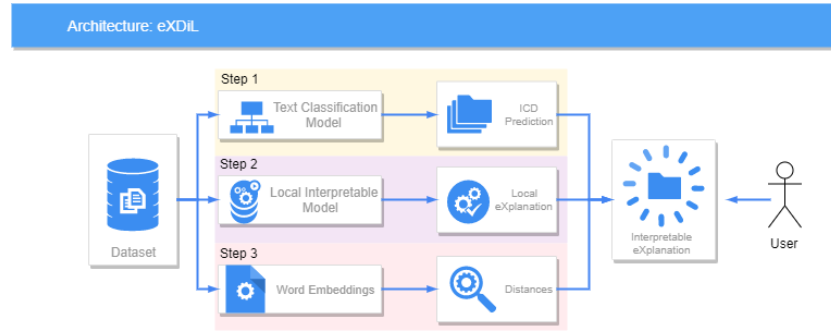 Architecture: eXDiL
Step 1
Text Classification
Model
ICD
Prediction
Step 2
Local Interpretable
Model
Local
eXplanation
Step 3
Word Embeddings
Distances
Dataset
Interpretable
eXplanation
User